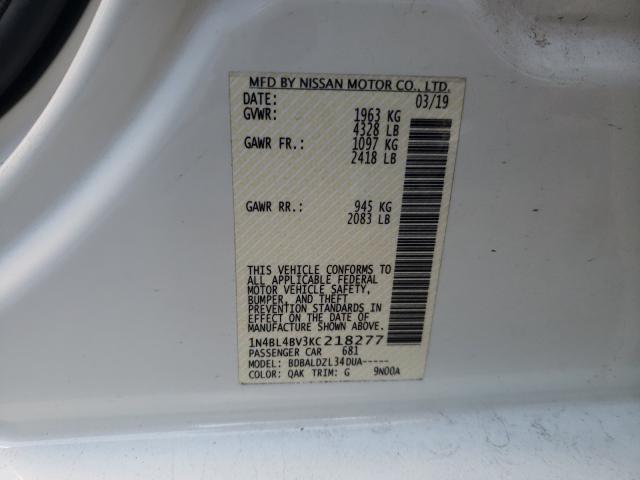 MFD BY NISSAN MOTOR CO., LTD.
DATE: 03/19
GVWR: 1963 KG
4328 LB
GAWR FR.: 1097 KG
2418 LB
GAWR RR.: 945 KG
2083 LB
THIS VEHICLE CONFORMS TO
ALL APPLICABLE FEDERAL
MOTOR VEHICLE SAFETY,
BUMPER, AND THEFT
PREVENTION STANDARDS IN
EFFECT ON THE DATE OF
MANUFACTURE SHOWN ABOVE.
1N4BL4BV3KC218277
PASSENGER CAR 681
MODEL: BDBALDZL34DUA-----
COLOR: QAK TRIM: G 9N00A